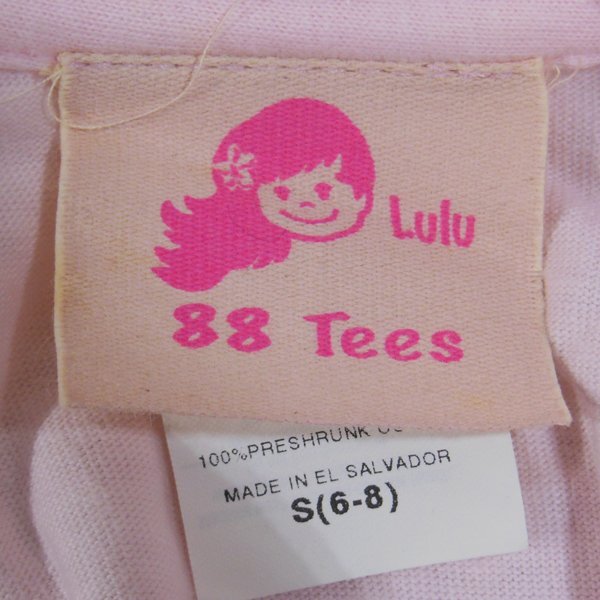 Lulu
88 Tees
100%PRESHRUNK
MADE IN EL SALVADOR
S(6-8)